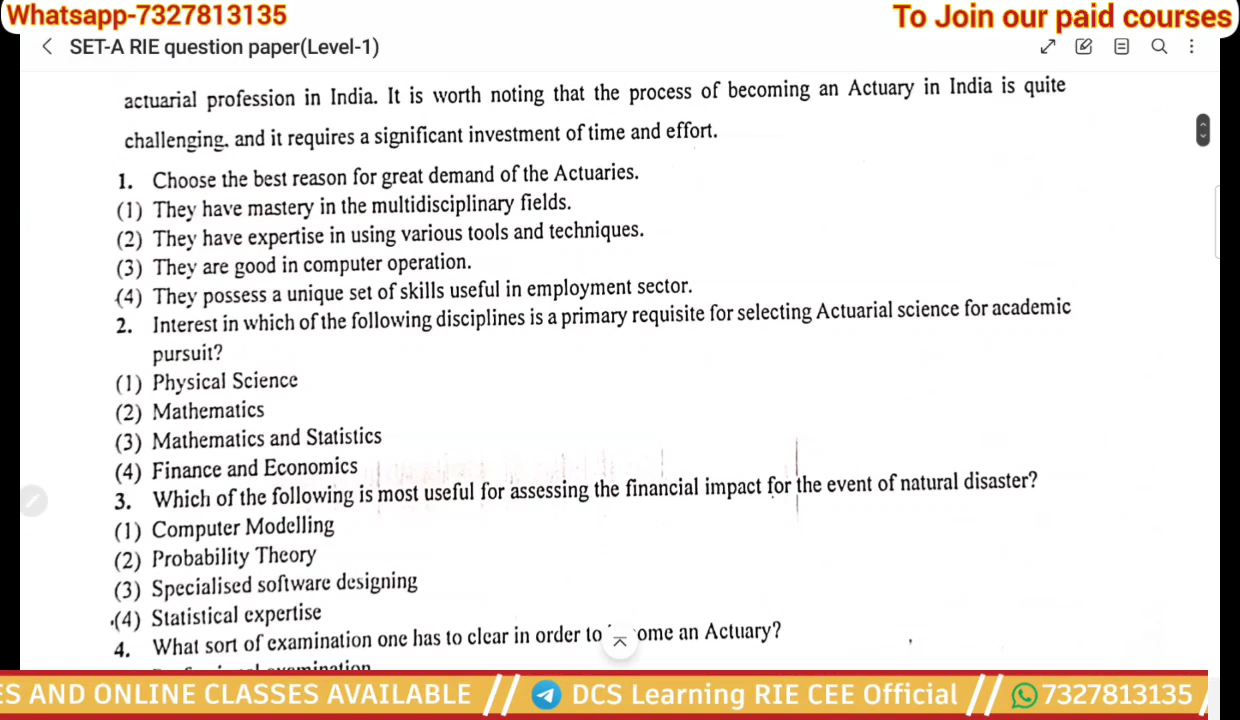 Whatsapp-7327813135
To Join our paid courses
SET-A RIE question paper(Level-1)
actuarial profession in India. It is worth noting that the process of becoming an Actuary in India is quite
challenging, and it requires a significant investment of time and effort.
1. Choose the best reason for great demand of the Actuaries.
(1) They have mastery in the multidisciplinary fields.
(2) They have expertise in using various tools and techniques.
(3) They are good in computer operation.
(4) They possess a unique set of skills useful in employment sector.
2. Interest in which of the following disciplines is a primary requisite for selecting Actuarial science for academic
pursuit?
(1) Physical Science
(2) Mathematics
(3) Mathematics and Statistics
(4) Finance and Economics
3. Which of the following is most useful for assessing the financial impact for the event of natural disaster?
(1) Computer Modelling
(2) Probability Theory
(3) Specialised software designing
(4) Statistical expertise
4. What sort of examination one has to clear in order to ome an Actuary?
examination
ES AND ONLINE CLASSES AVAILABLE // DCS Learning RIE CEE Official // 7327813135